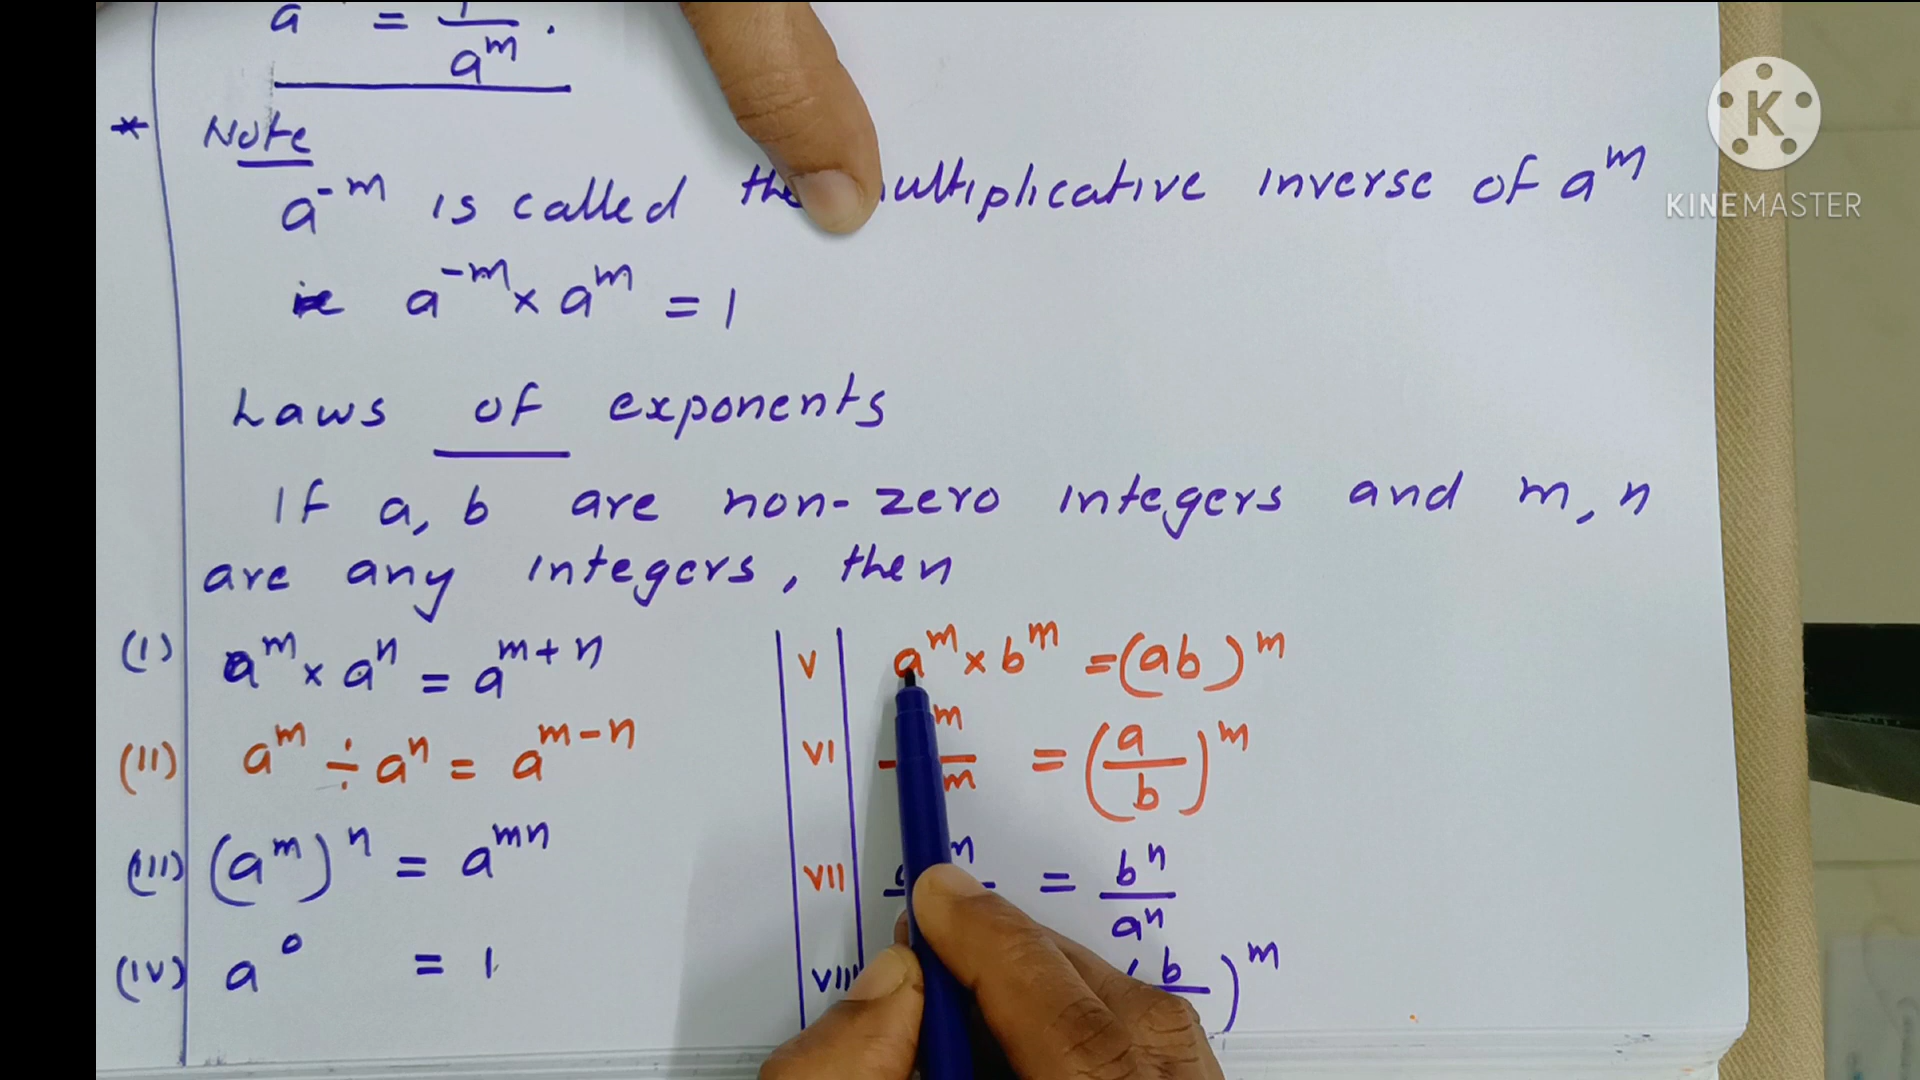 a = 1/a^m .
* Note
a^-m is called the multiplicative inverse of a^m
ie a^-m × a^m = 1
Laws of exponents
If a, b are non-zero integers and m, n
are any integers, then
(I) a^m × a^n = a^m+n
(II) a^m ÷ a^n = a^m-n
(III) (a^m)^n = a^mn
(IV) a^0 = 1
V a^m × b^m = (ab)^m
VI m/m = (a/b)^m
VII = b^n/a^n
VIII (b)^m
K
KINEMASTER